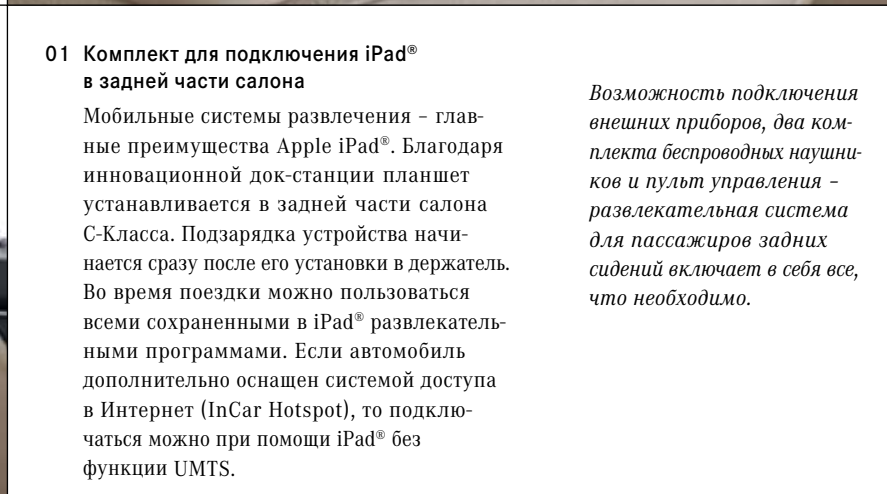 01 Комплект для подключения iPad®
в задней части салона
Мобильные системы развлечения – глав-
ные преимущества Apple iPad®. Благодаря
инновационной док-станции планшет
устанавливается в задней части салона
С-Класса. Подзарядка устройства начи-
нается сразу после его установки в держатель.
Во время поездки можно пользоваться
всеми сохраненными в iPad® развлекатель-
ными программами. Если автомобиль
дополнительно оснащен системой доступа
в Интернет (InCar Hotspot), то подклю-
чаться можно при помощи iPad® без
функции UMTS.
Возможность подключения
внешних приборов, два ком-
плекта беспроводных наушни-
ков и пульт управления –
развлекательная система
для пассажиров задних
сидений включает в себя все,
что необходимо.